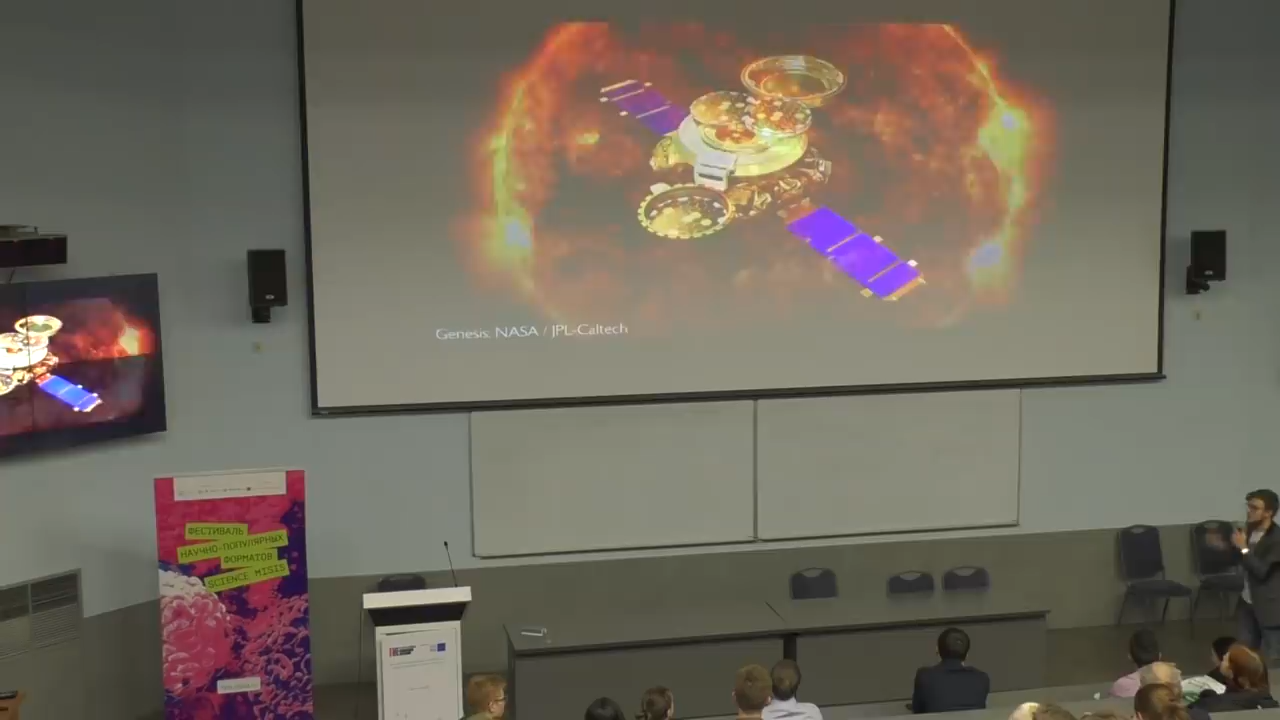 Genesis: NASA / JPL-Caltech
ФЕСТИВАЛЬ
НАУЧНО-ПОПУЛЯРНЫХ
ФОРМАТОВ
SCIENCE MISIS